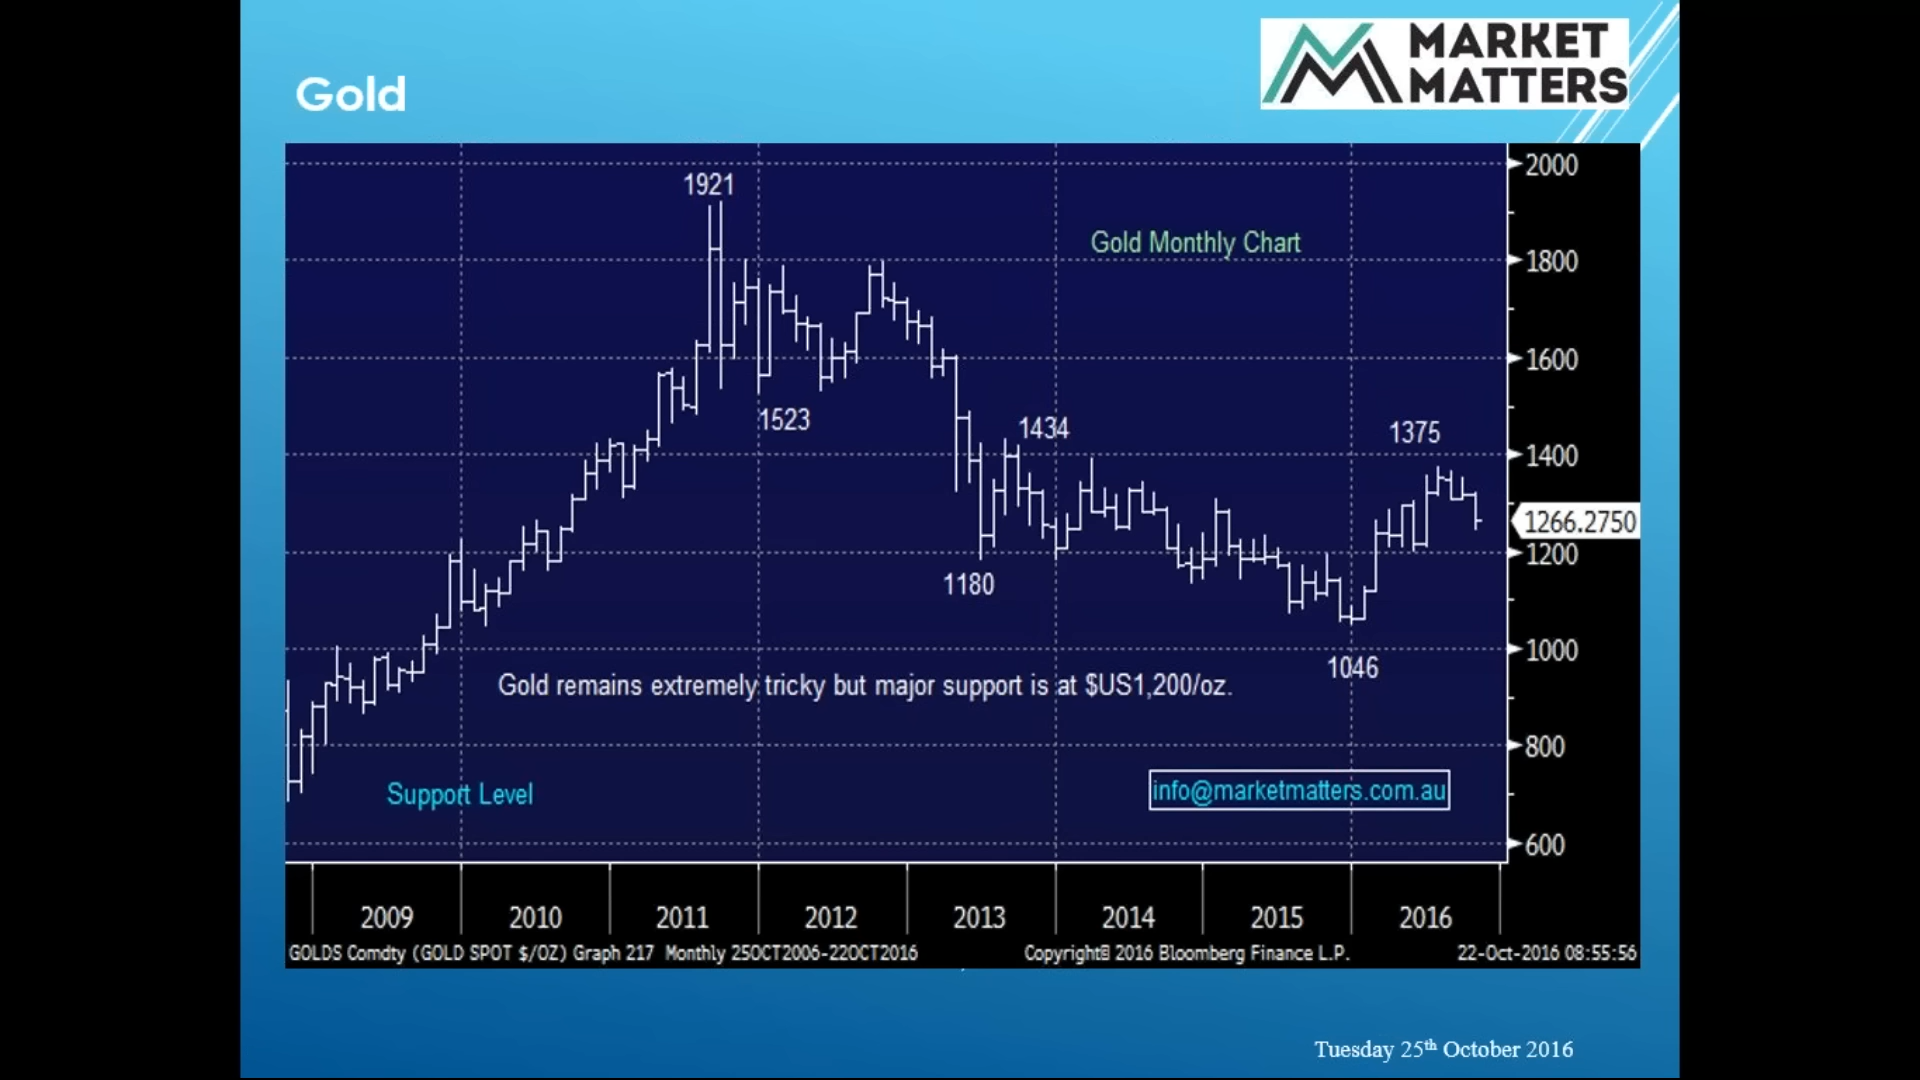 Gold
MARKET
MATTERS
2000
1921
Gold Monthly Chart
1800
1600
1523
1434
1375
1400
1266.2750
1200
1180
1000
1046
Gold remains extremely tricky but major support is at $US1,200/oz.
800
Support Level
info@marketmatters.com.au
600
2009 2010 2011 2012 2013 2014 2015 2016
GOLDS Comdty (GOLD SPOT $/OZ) Graph 217 Monthly 25OCT2006-22OCT2016 Copyright© 2016 Bloomberg Finance L.P. 22-Oct-2016 08:55:56
Tuesday 25th October 2016